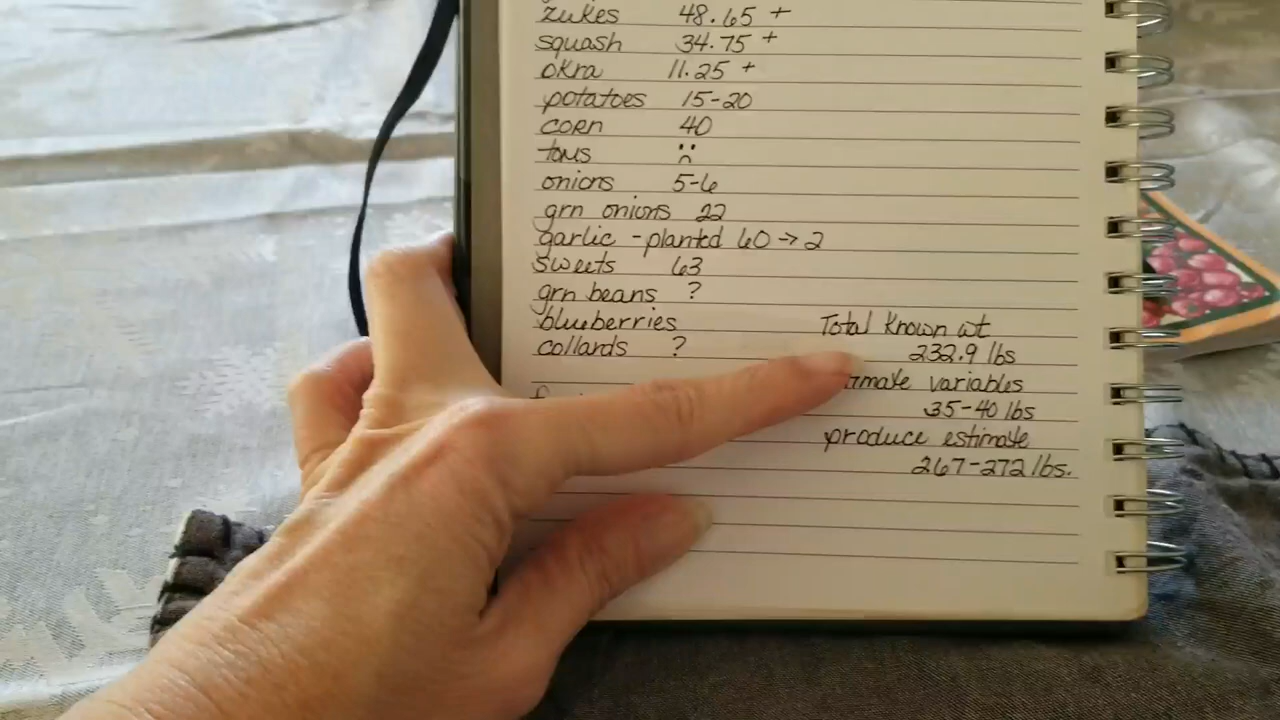 zukes 48.65 +
squash 34.75 +
okra 11.25 +
potatoes 15-20
corn 40
toms
onions 5-6
grn onions 22
garlic - planted 60 → 2
sweets 63
grn beans ?
blueberries
collards ?
Total known wt
232.9 lbs
variables
35-40 lbs
produce estimate
267-272 lbs.